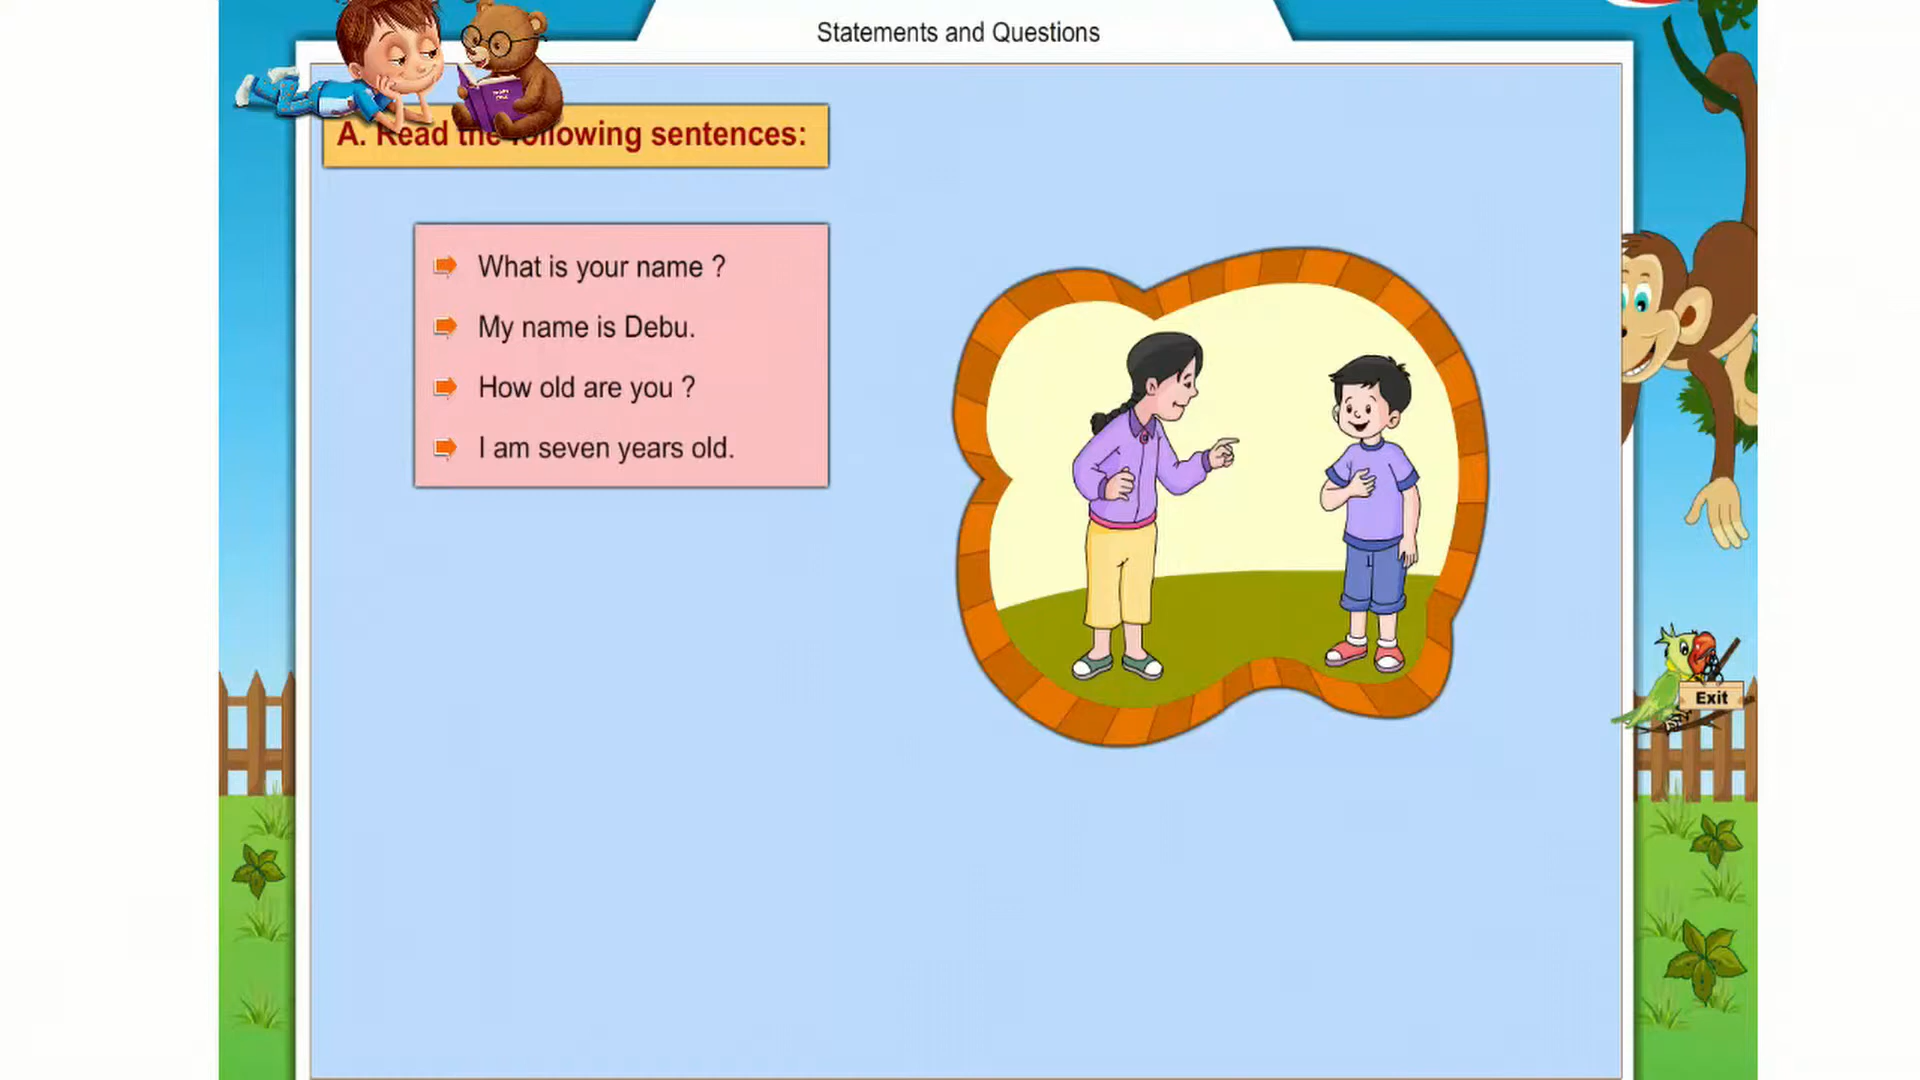 Statements and Questions
A. Read the following sentences:
What is your name ?
My name is Debu.
How old are you ?
I am seven years old.
Exit